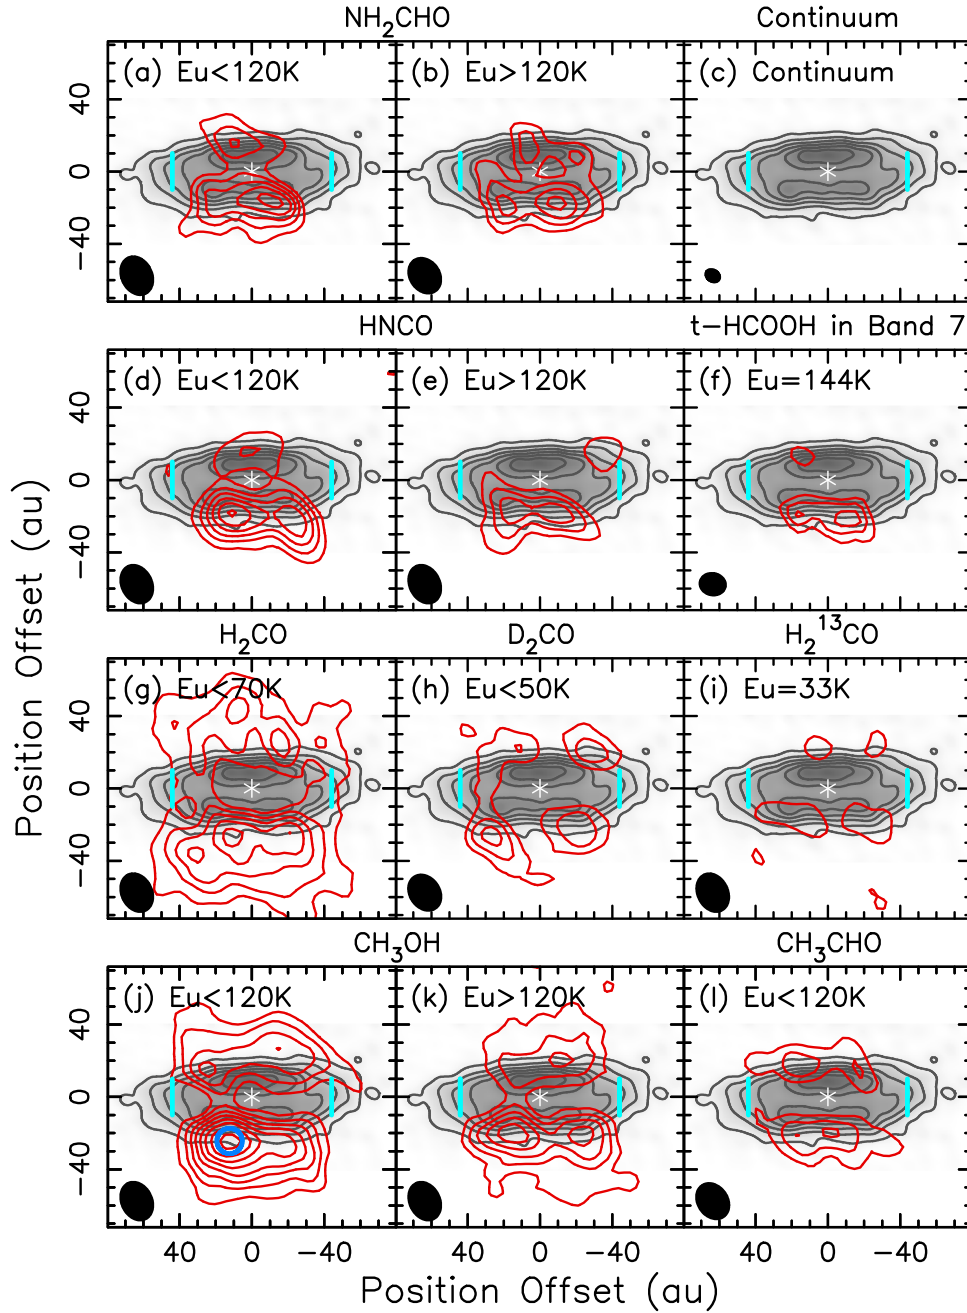 NH2CHO Continuum
(a) Eu<120K (b) Eu>120K (c) Continuum
40
0
−40
HNCO t−HCOOH in Band 7
(d) Eu<120K (e) Eu>120K (f) Eu=144K
40
0
−40
H2CO D2CO H2 13CO
(g) Eu<70K (h) Eu<50K (i) Eu=33K
40
0
−40
CH3OH CH3CHO
(j) Eu<120K (k) Eu>120K (l) Eu<120K
40
0
−40
40 0 −40 40 0 −40 40 0 −40
Position Offset (au)
Position Offset (au)